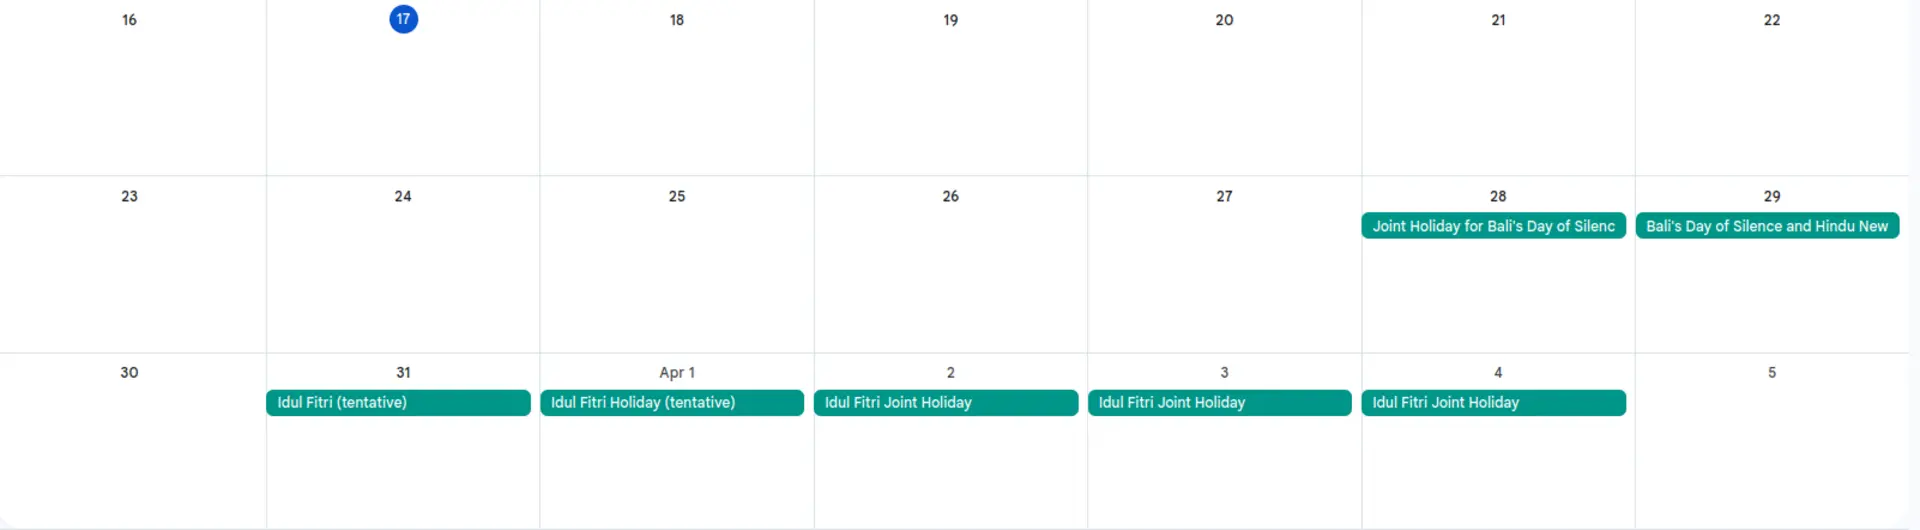 16 17 18 19 20 21 22
23 24 25 26 27 28 29
Joint Holiday for Bali's Day of Silenc Bali's Day of Silence and Hindu New
30 31 Apr 1 2 3 4 5
Idul Fitri (tentative) Idul Fitri Holiday (tentative) Idul Fitri Joint Holiday Idul Fitri Joint Holiday Idul Fitri Joint Holiday